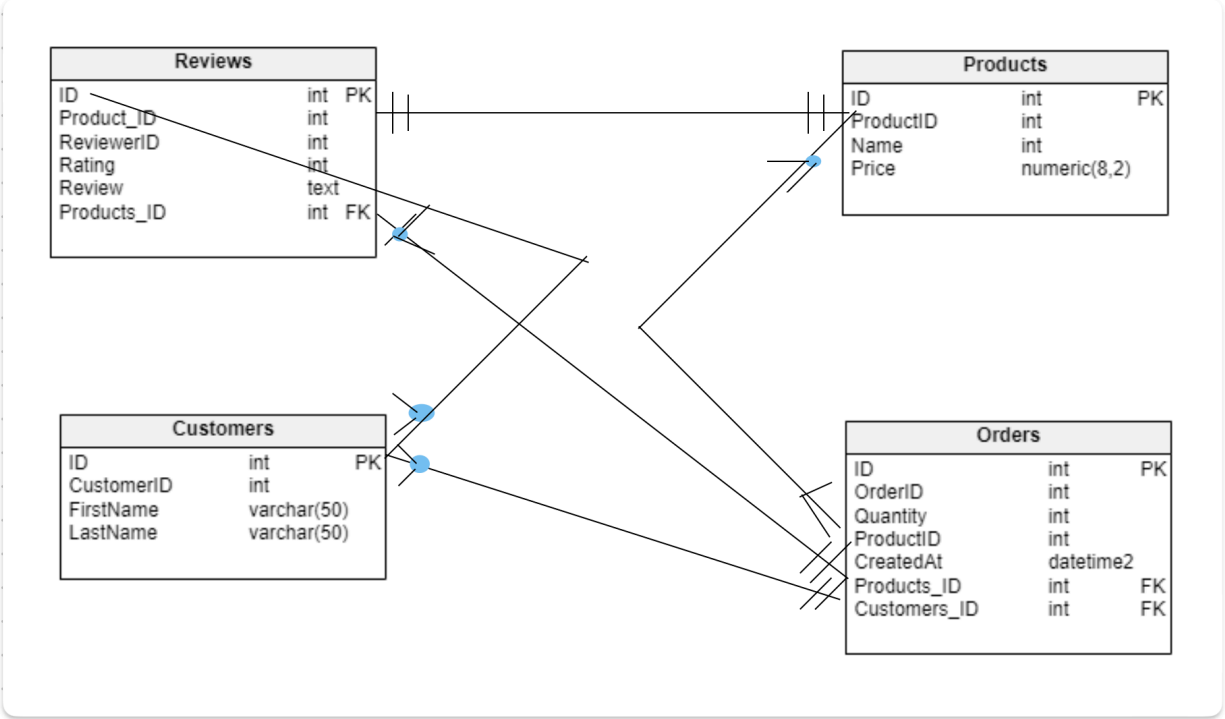 Reviews
ID int PK
Product_ID int
ReviewerID int
Rating int
Review text
Products_ID int FK
Products
ID int PK
ProductID int
Name int
Price numeric(8,2)
Customers
ID int PK
CustomerID int
FirstName varchar(50)
LastName varchar(50)
Orders
ID int PK
OrderID int
Quantity int
ProductID int
CreatedAt datetime2
Products_ID int FK
Customers_ID int FK